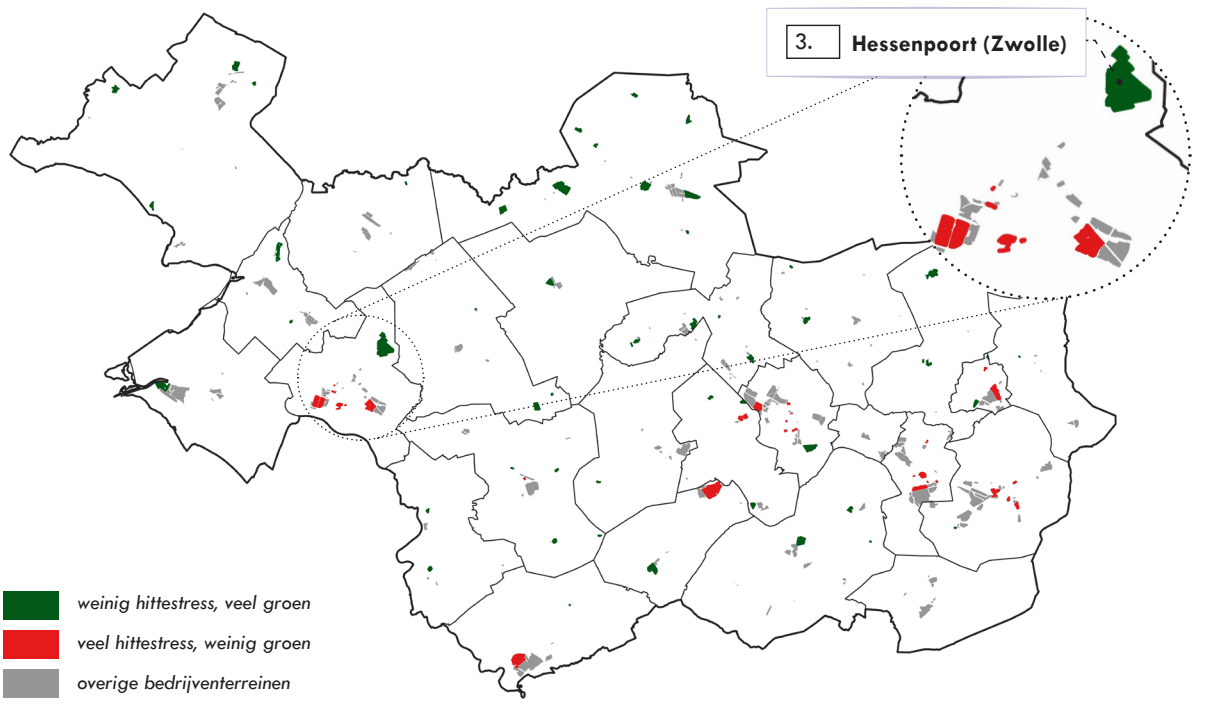 3. Hessenpoort (Zwolle)
weinig hittestress, veel groen
veel hittestress, weinig groen
overige bedrijventerreinen